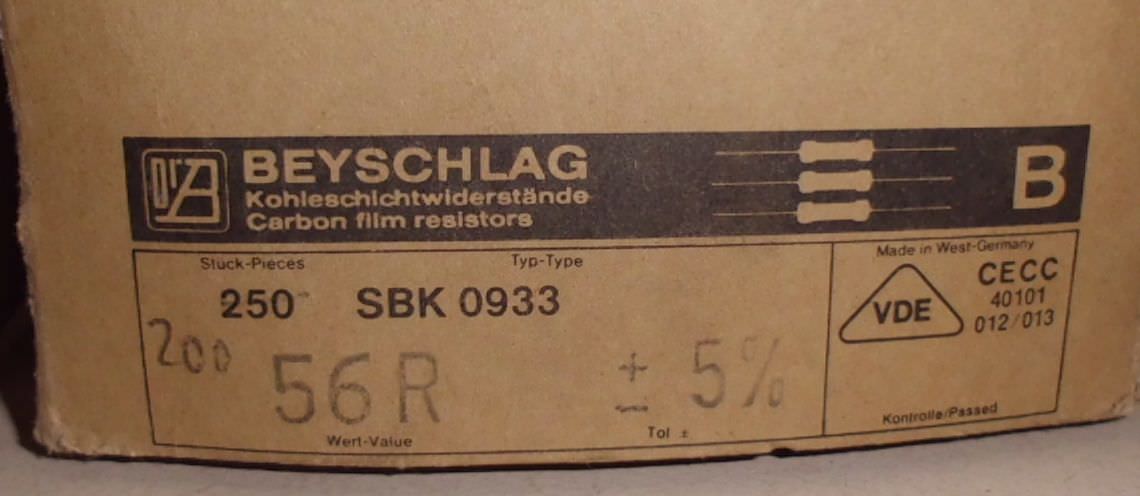 Dr B BEYSCHLAG
Kohleschichtwiderstände
Carbon film resistors
B
Stück-Pieces
Typ-Type
250 SBK 0933
200
56R
± 5%
Wert-Value
Tol ±
Made in West-Germany
VDE
CECC
40101
012/013
Kontrolle/Passed